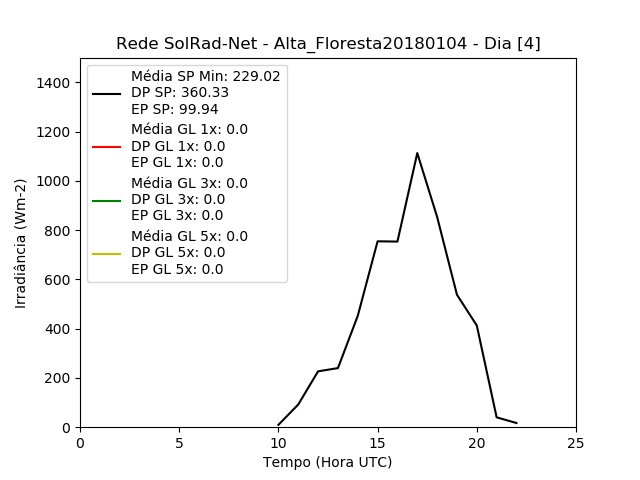 Rede SolRad-Net - Alta_Floresta20180104 - Dia [4]
Média SP Min: 229.02
DP SP: 360.33
EP SP: 99.94
Média GL 1x: 0.0
DP GL 1x: 0.0
EP GL 1x: 0.0
Média GL 3x: 0.0
DP GL 3x: 0.0
EP GL 3x: 0.0
Média GL 5x: 0.0
DP GL 5x: 0.0
EP GL 5x: 0.0
Irradiância (Wm-2)
1400
1200
1000
800
600
400
200
0
0 5 10 15 20 25
Tempo (Hora UTC)